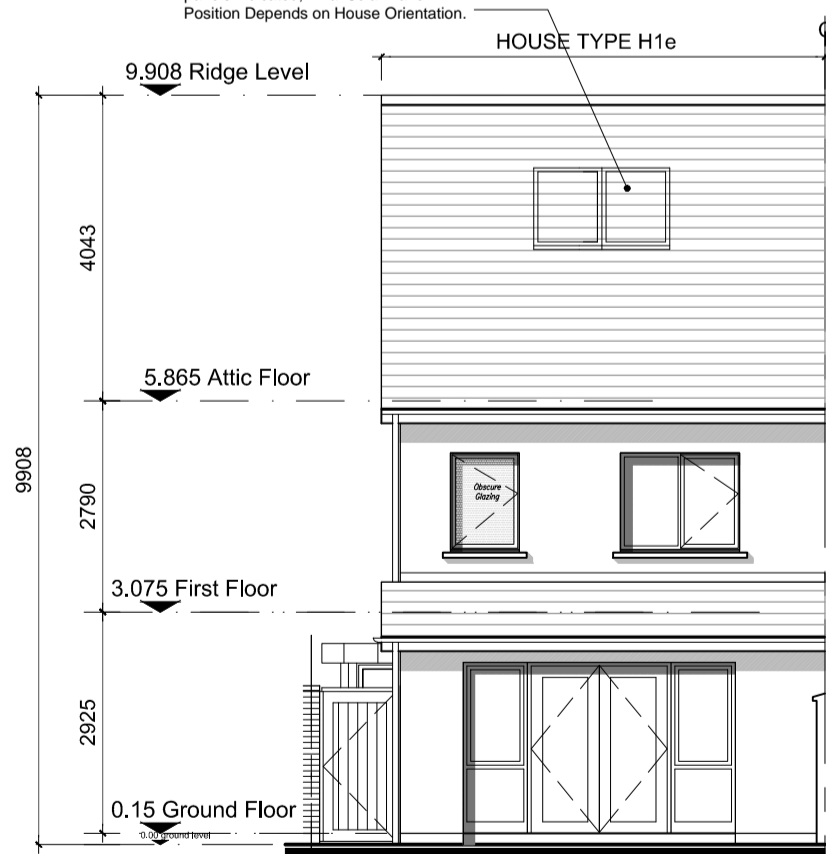 Position Depends on House Orientation.
HOUSE TYPE H1e
9.908 Ridge Level
4043
5.865 Attic Floor
9908
2790
Obscure
Glazing
3.075 First Floor
2925
0.15 Ground Floor
0.00 ground level